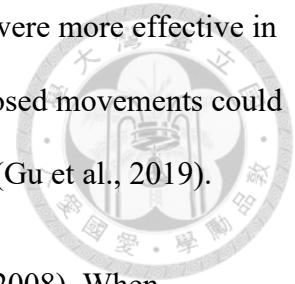 were more effective in
osed movements could
(Gu et al., 2019).
2008). When